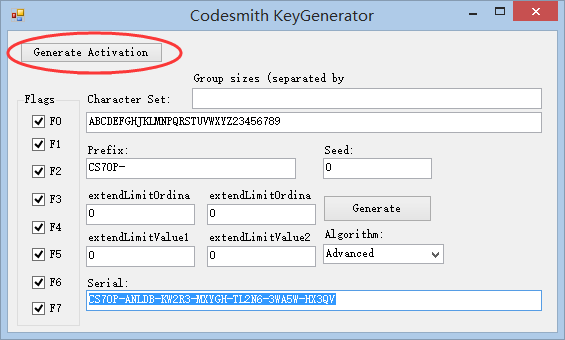 Codesmith KeyGenerator
Generate Activation
Group sizes (separated by
Flags
Character Set:
F0
ABCDEFGHJKLMNPQRSTUVWXYZ23456789
F1
Prefix:
Seed:
F2
CS70P-
0
F3
extendLimitOrdina
extendLimitOrdina
0
0
Generate
F4
extendLimitValue1
extendLimitValue2
Algorithm:
F5
0
0
Advanced
F6
Serial:
F7
CS70P-ANLDB-KW2R3-MXYGH-TL2N6-3WA5W-HX3QV